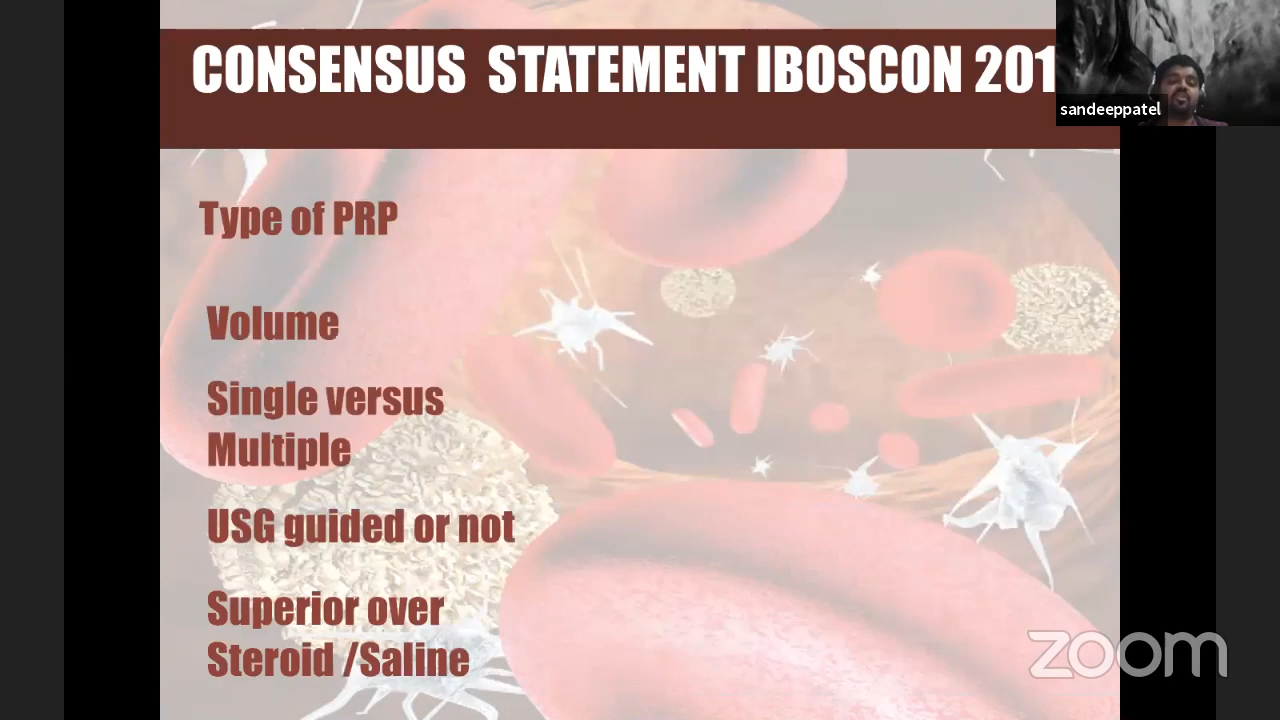 CONSENSUS STATEMENT IBOSCON 201
sandeeppatel
Type of PRP
Volume
Single versus
Multiple
USG guided or not
Superior over
Steroid /Saline
zoom